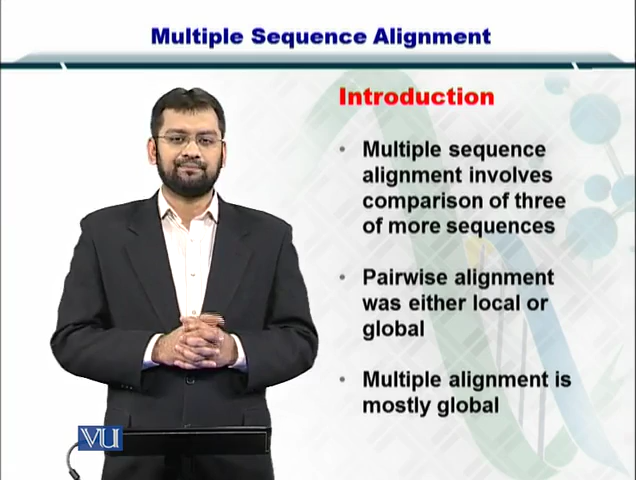 Multiple Sequence Alignment
Introduction
• Multiple sequence
alignment involves
comparison of three
of more sequences
• Pairwise alignment
was either local or
global
• Multiple alignment is
mostly global
VU